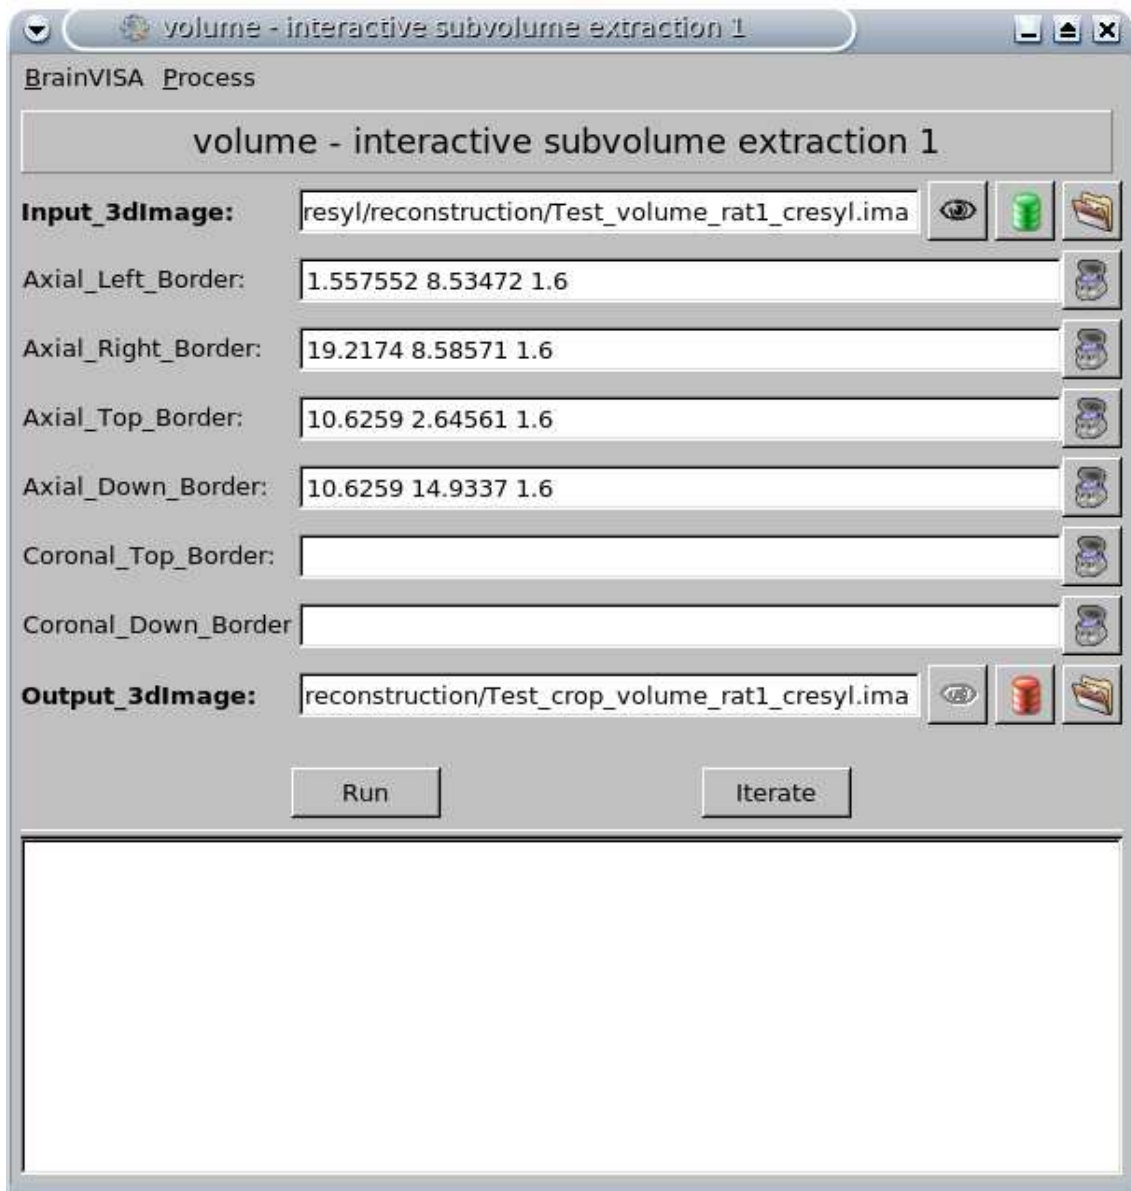 volume - interactive subvolume extraction 1
BrainVISA Process
volume - interactive subvolume extraction 1
Input_3dImage: resyl/reconstruction/Test_volume_rat1_cresyl.ima
Axial_Left_Border: 1.557552 8.53472 1.6
Axial_Right_Border: 19.2174 8.58571 1.6
Axial_Top_Border: 10.6259 2.64561 1.6
Axial_Down_Border: 10.6259 14.9337 1.6
Coronal_Top_Border:
Coronal_Down_Border
Output_3dImage: reconstruction/Test_crop_volume_rat1_cresyl.ima
Run Iterate